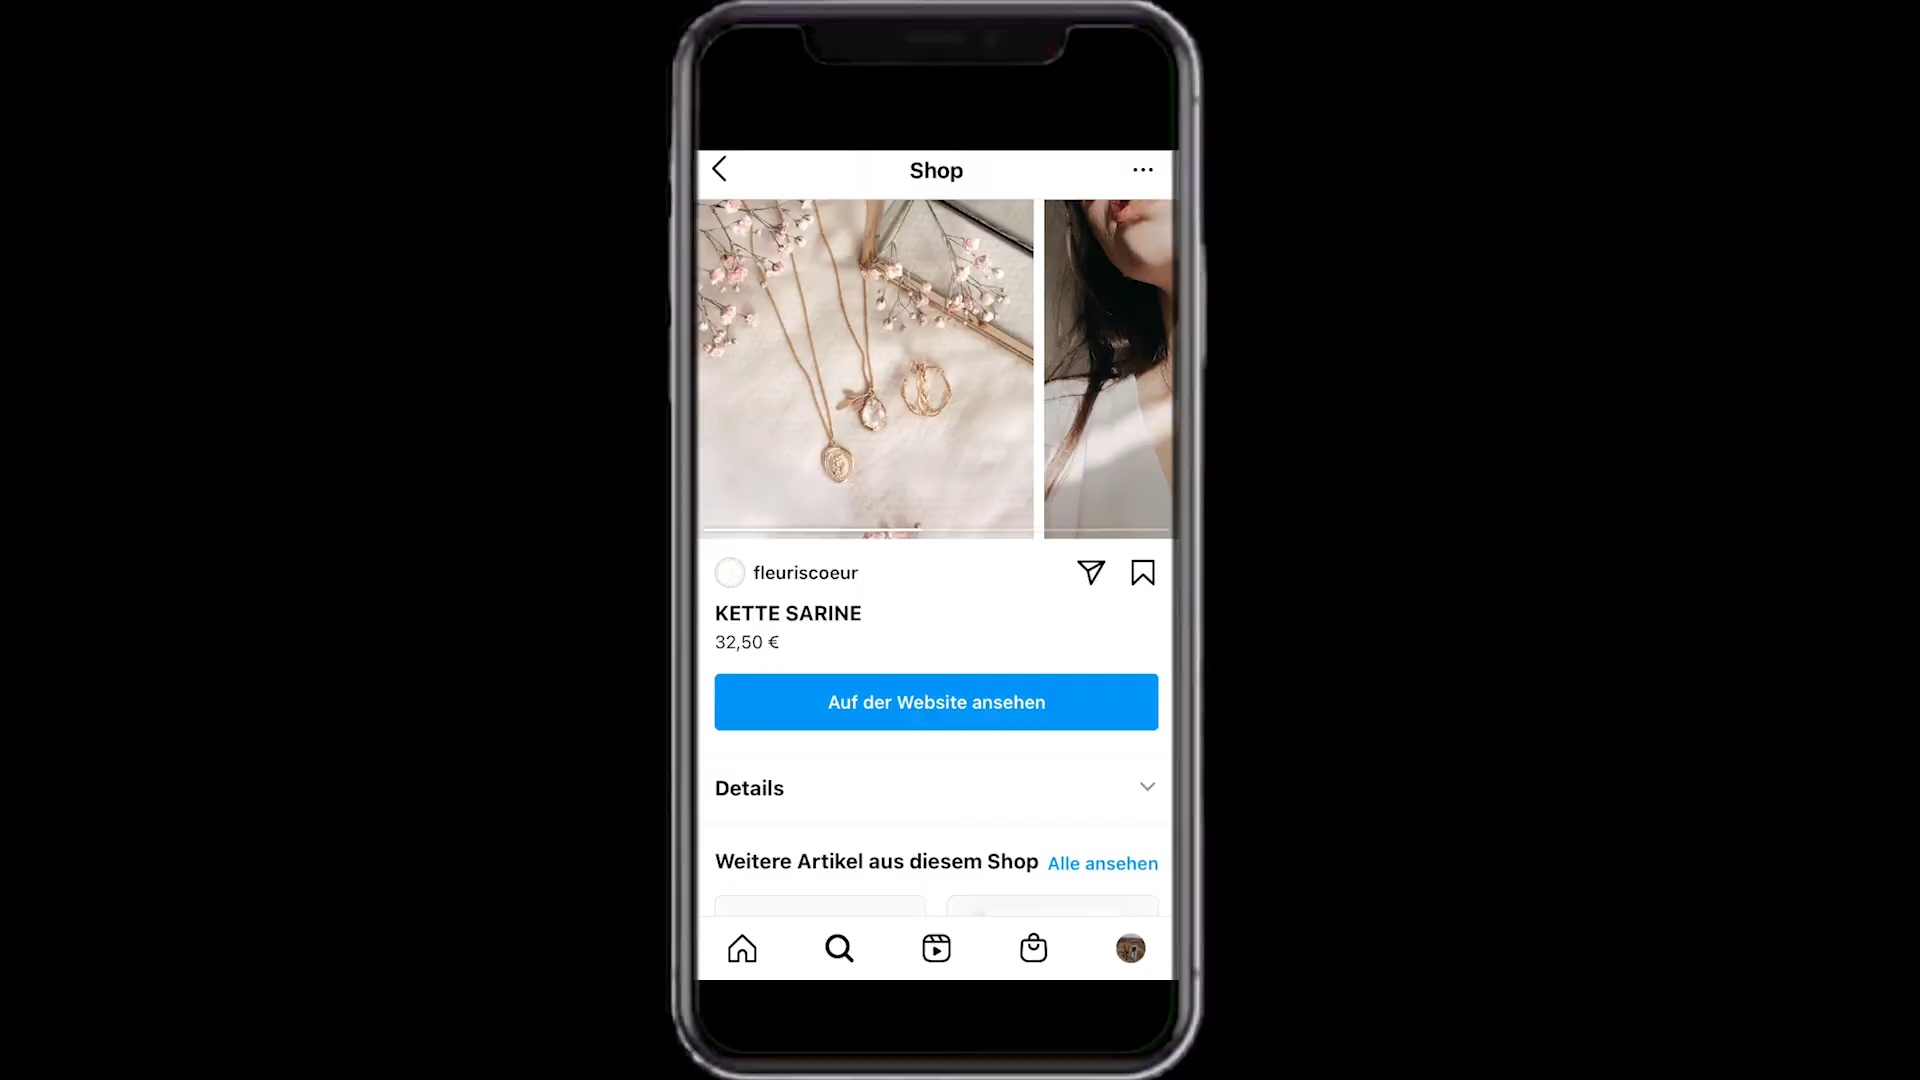 Shop
fleuriscoeur
KETTE SARINE
32,50 €
Auf der Website ansehen
Details
Weitere Artikel aus diesem Shop Alle ansehen